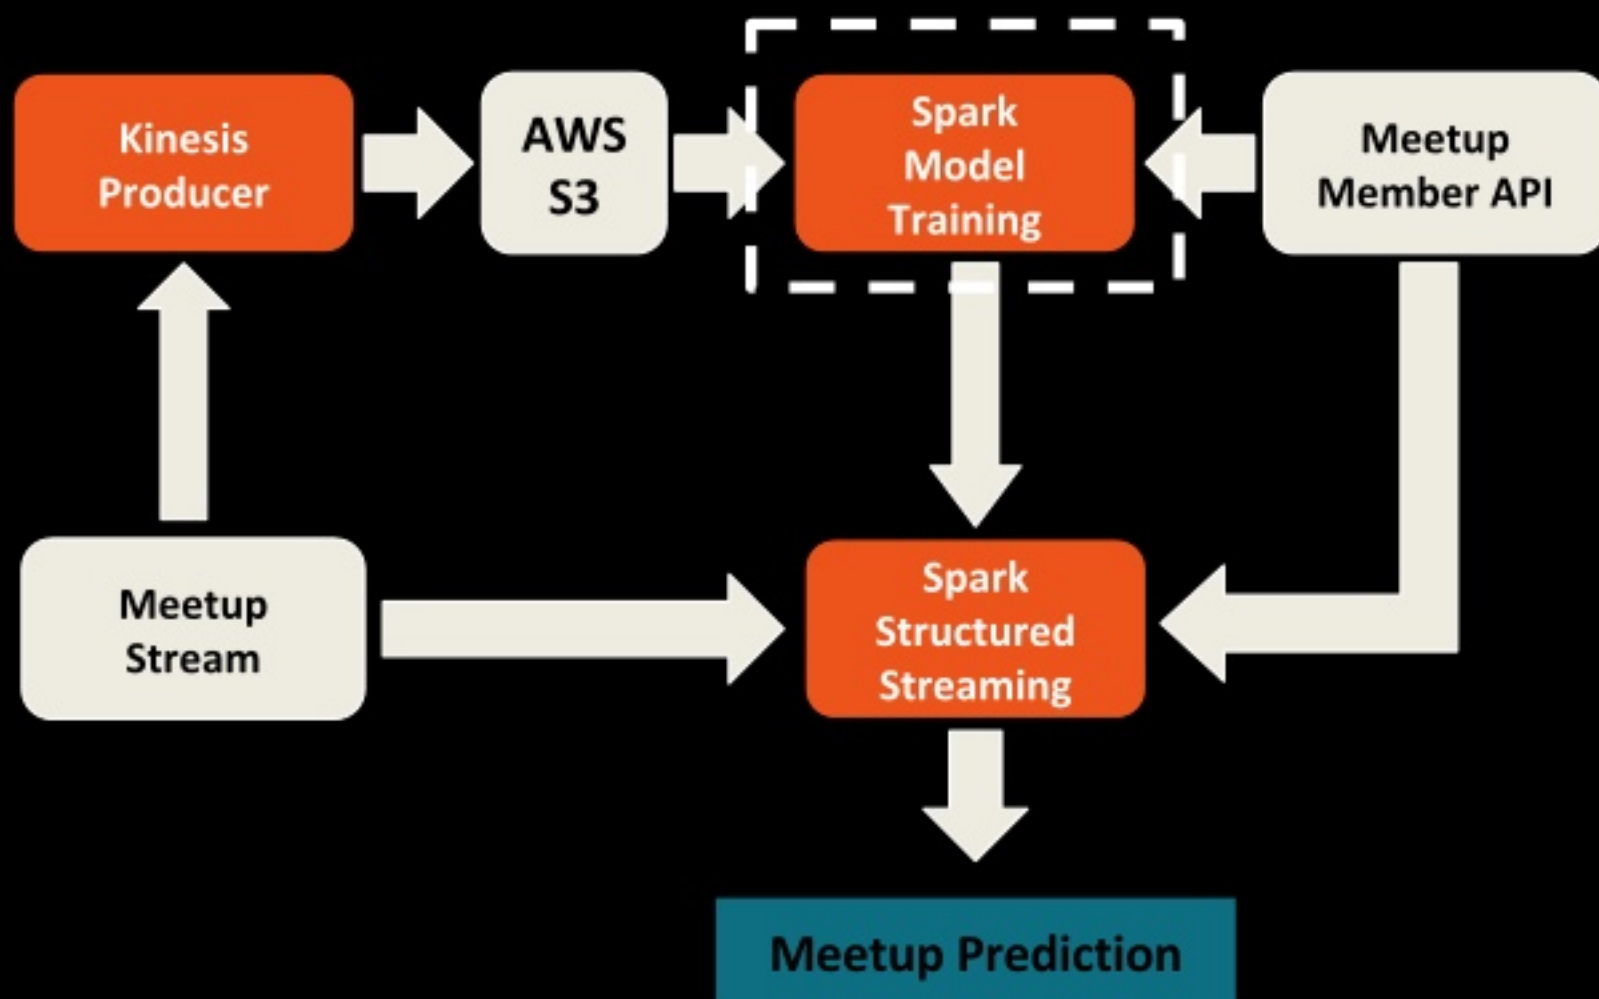 Kinesis
Producer
AWS
S3
Spark
Model
Training
Meetup
Member API
Meetup
Stream
Spark
Structured
Streaming
Meetup Prediction